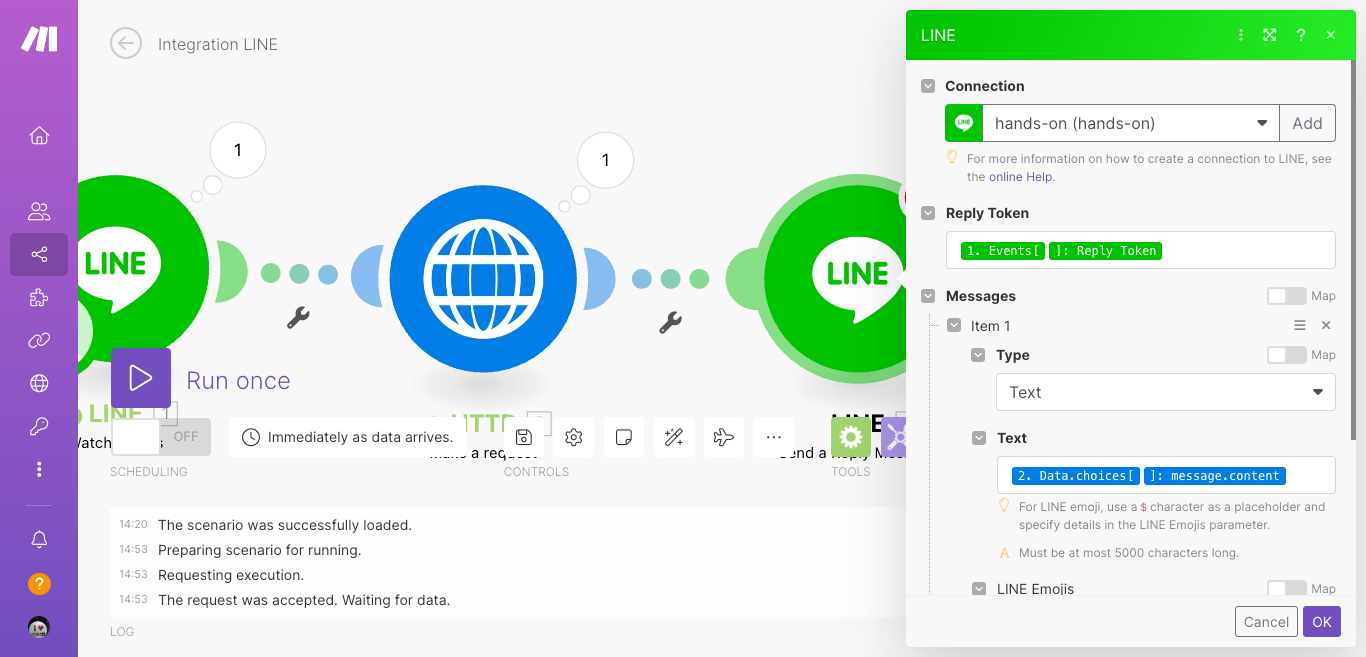 Integration LINE
1
1
LINE
LINE
Run once
LINE 1
HTTP
LINE
OFF
Immediately as data arrives.
Make a request
SCHEDULING
CONTROLS
TOOLS
14:20 The scenario was successfully loaded.
14:53 Preparing scenario for running.
14:53 Requesting execution.
14:53 The request was accepted. Waiting for data.
LOG
LINE
?
Connection
LINE hands-on (hands-on) Add
For more information on how to create a connection to LINE, see
the online Help.
Reply Token
1. Events[ ]: Reply Token
Messages Map
Item 1
Type Map
Text
Text
2. Data.choices[ ]: message.content
For LINE emoji, use a $ character as a placeholder and
specify details in the LINE Emojis parameter.
Must be at most 5000 characters long.
LINE Emojis Map
Cancel OK
?